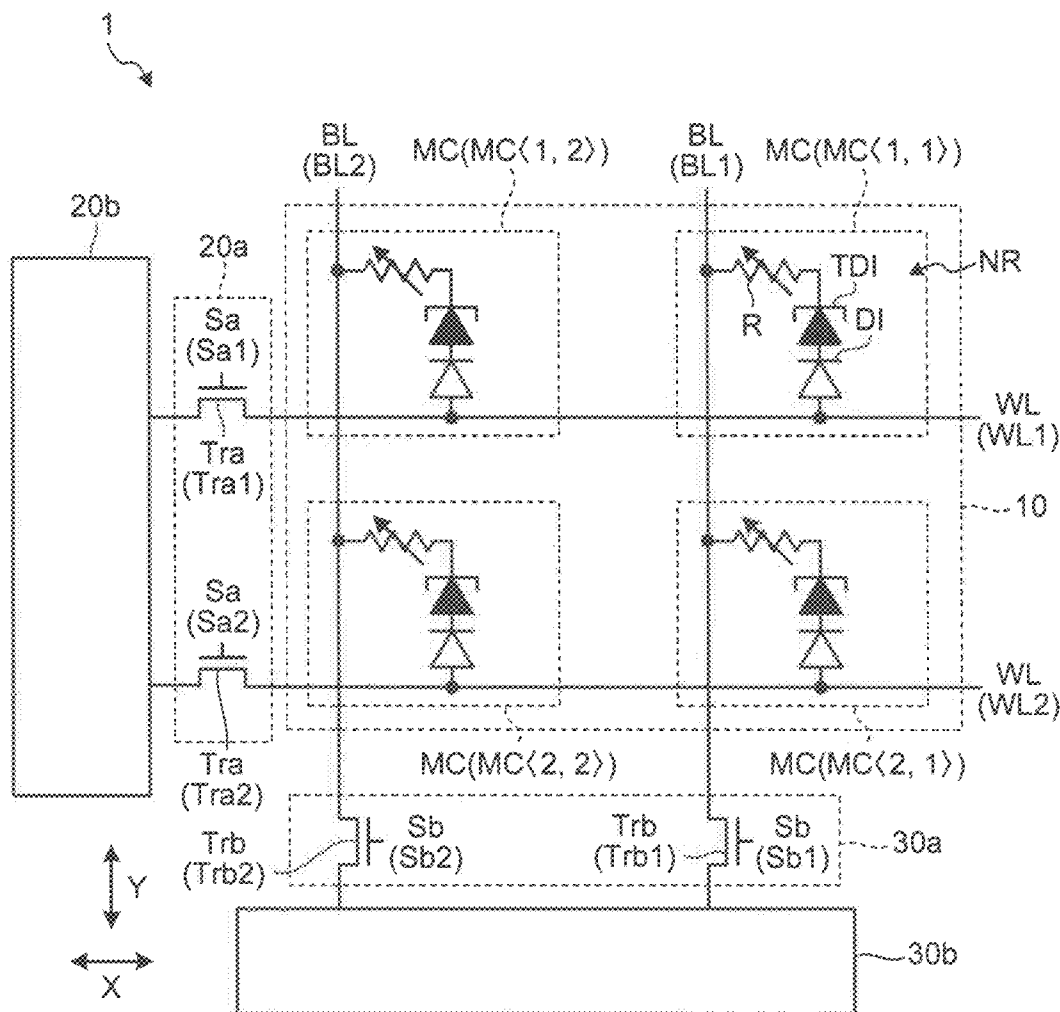 1
BL
(BL2)
MC(MC⟨1, 2⟩)
BL
(BL1)
MC(MC⟨1, 1⟩)
20b
20a
NR
TDI
R
DI
Sa
(Sa1)
Tra
(Tra1)
WL
(WL1)
10
Sa
(Sa2)
Tra
(Tra2)
WL
(WL2)
MC(MC⟨2, 2⟩)
MC(MC⟨2, 1⟩)
Trb
(Trb2)
Sb
(Sb2)
Trb
(Trb1)
Sb
(Sb1)
30a
Y
X
30b